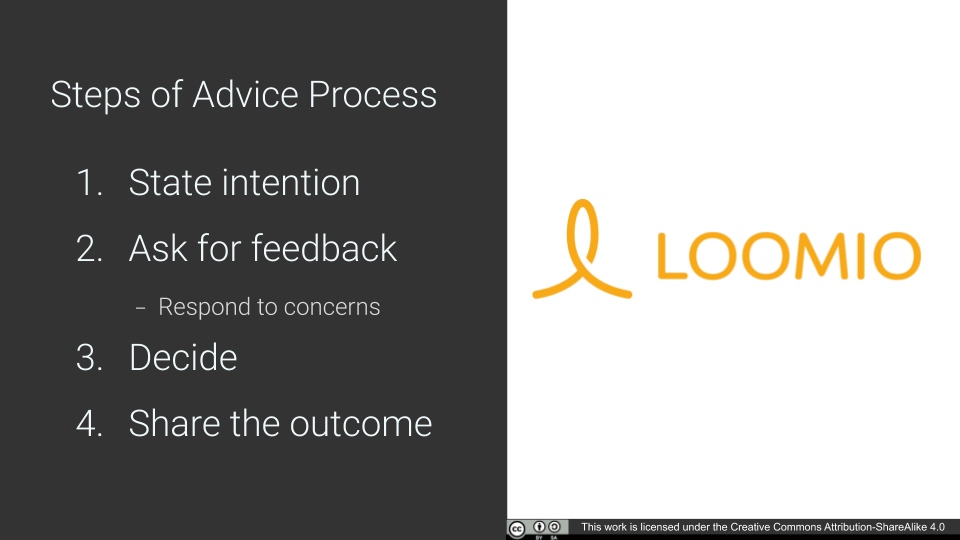 Steps of Advice Process
1. State intention
2. Ask for feedback
– Respond to concerns
3. Decide
4. Share the outcome
LOOMIO
cc BY SA
This work is licensed under the Creative Commons Attribution-ShareAlike 4.0